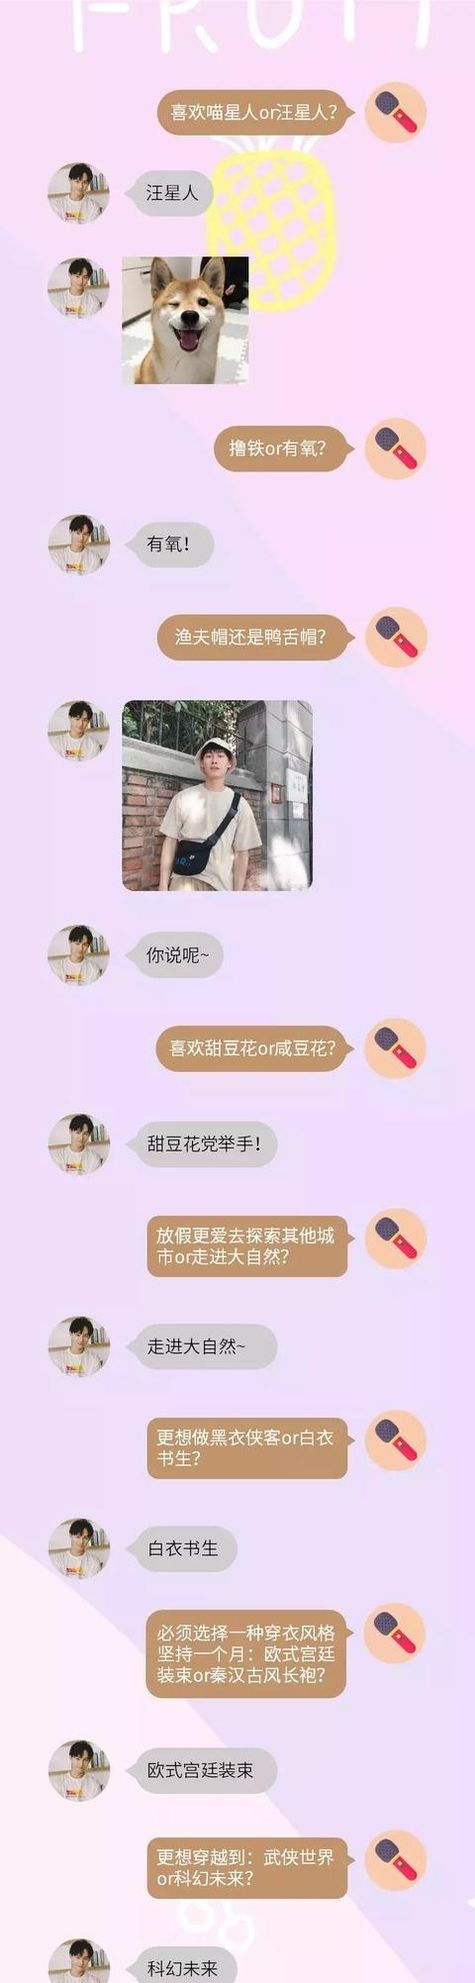 FRUIT
喜欢喵星人or汪星人？
汪星人
撸铁or有氧？
有氧！
渔夫帽还是鸭舌帽？
你说呢~
喜欢甜豆花or咸豆花？
甜豆花党举手！
放假更爱去探索其他城
市or走进大自然？
走进大自然~
更想做黑衣侠客or白衣
书生？
白衣书生
必须选择一种穿衣风格
坚持一个月：欧式宫廷
装束or秦汉古风长袍？
欧式宫廷装束
更想穿越到：武侠世界
or科幻未来？
科幻未来